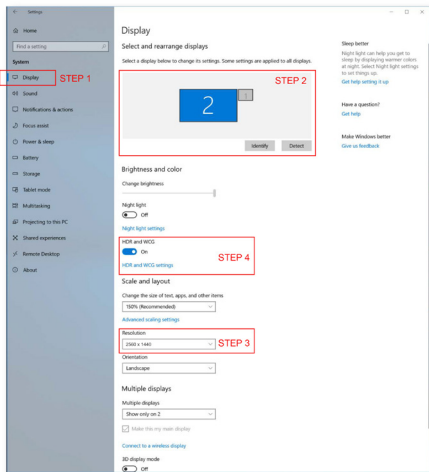 Settings
Home
Find a setting
System
Display
STEP 1
Sound
Notifications & actions
Focus assist
Power & sleep
Battery
Storage
Tablet mode
Multitasking
Projecting to this PC
Shared experiences
Remote Desktop
About
Display
Select and rearrange displays
Select a display below to change its settings. Some settings are applied to all displays.
STEP 2
2
1
Identify
Detect
Brightness and color
Change brightness
Night light
Off
Night light settings
HDR and WCG
On
STEP 4
HDR and WCG settings
Scale and layout
Change the size of text, apps, and other items
150% (Recommended)
Advanced scaling settings
Resolution
2560 x 1440
STEP 3
Orientation
Landscape
Multiple displays
Multiple displays
Show only on 2
Make this my main display
Connect to a wireless display
3D display mode
Off
Sleep better
Night light can help you get to
sleep by displaying warmer colors
at night. Select Night light settings
to set things up.
Get help setting it up
Have a question?
Get help
Make Windows better
Give us feedback